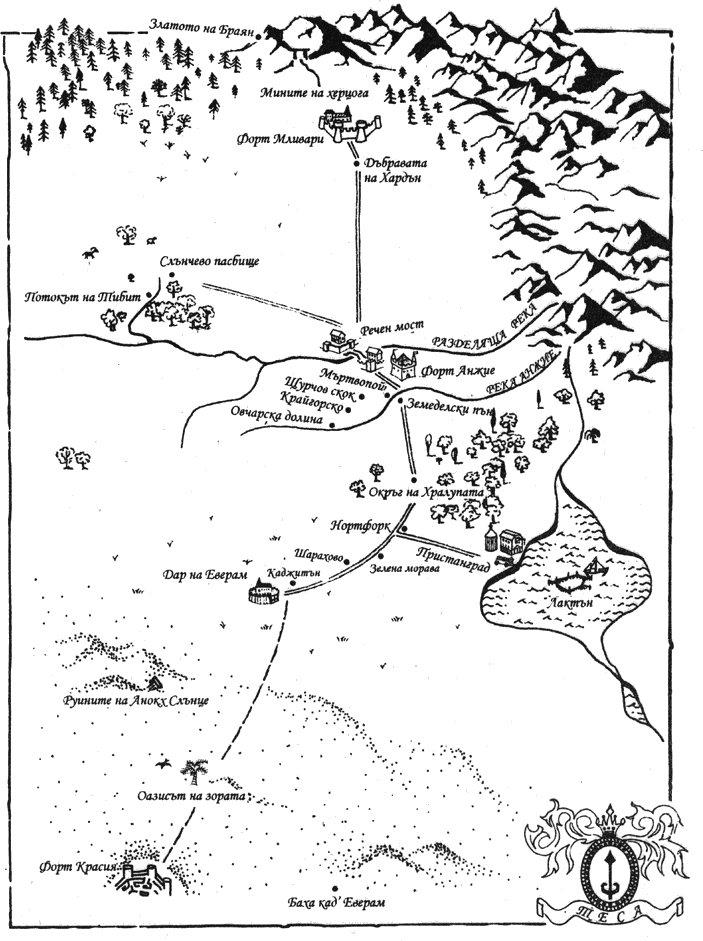 Златото на Браян
Мините на херцога
Форт Мливари
Дъбравата
на Хардън
Слънчево пасбище
Потокът на Тибит
Речен мост
РАЗДЕЛЯЩА РЕКА
Форт Анжие
РЕКА АНЖИЕ
Мъртвопой
Щурчов скок
Крайгорско
Овчарска долина
Земеделски пън
Окръг на Хралупата
Нортфорк
Пристанград
Шарахово
Зелена морава
Дар на Еверам
Каджитън
Лактън
Руините на Анокх Слънце
Оазисът на зората
Форт Красия
Баха кад' Еверам
ТЕСА